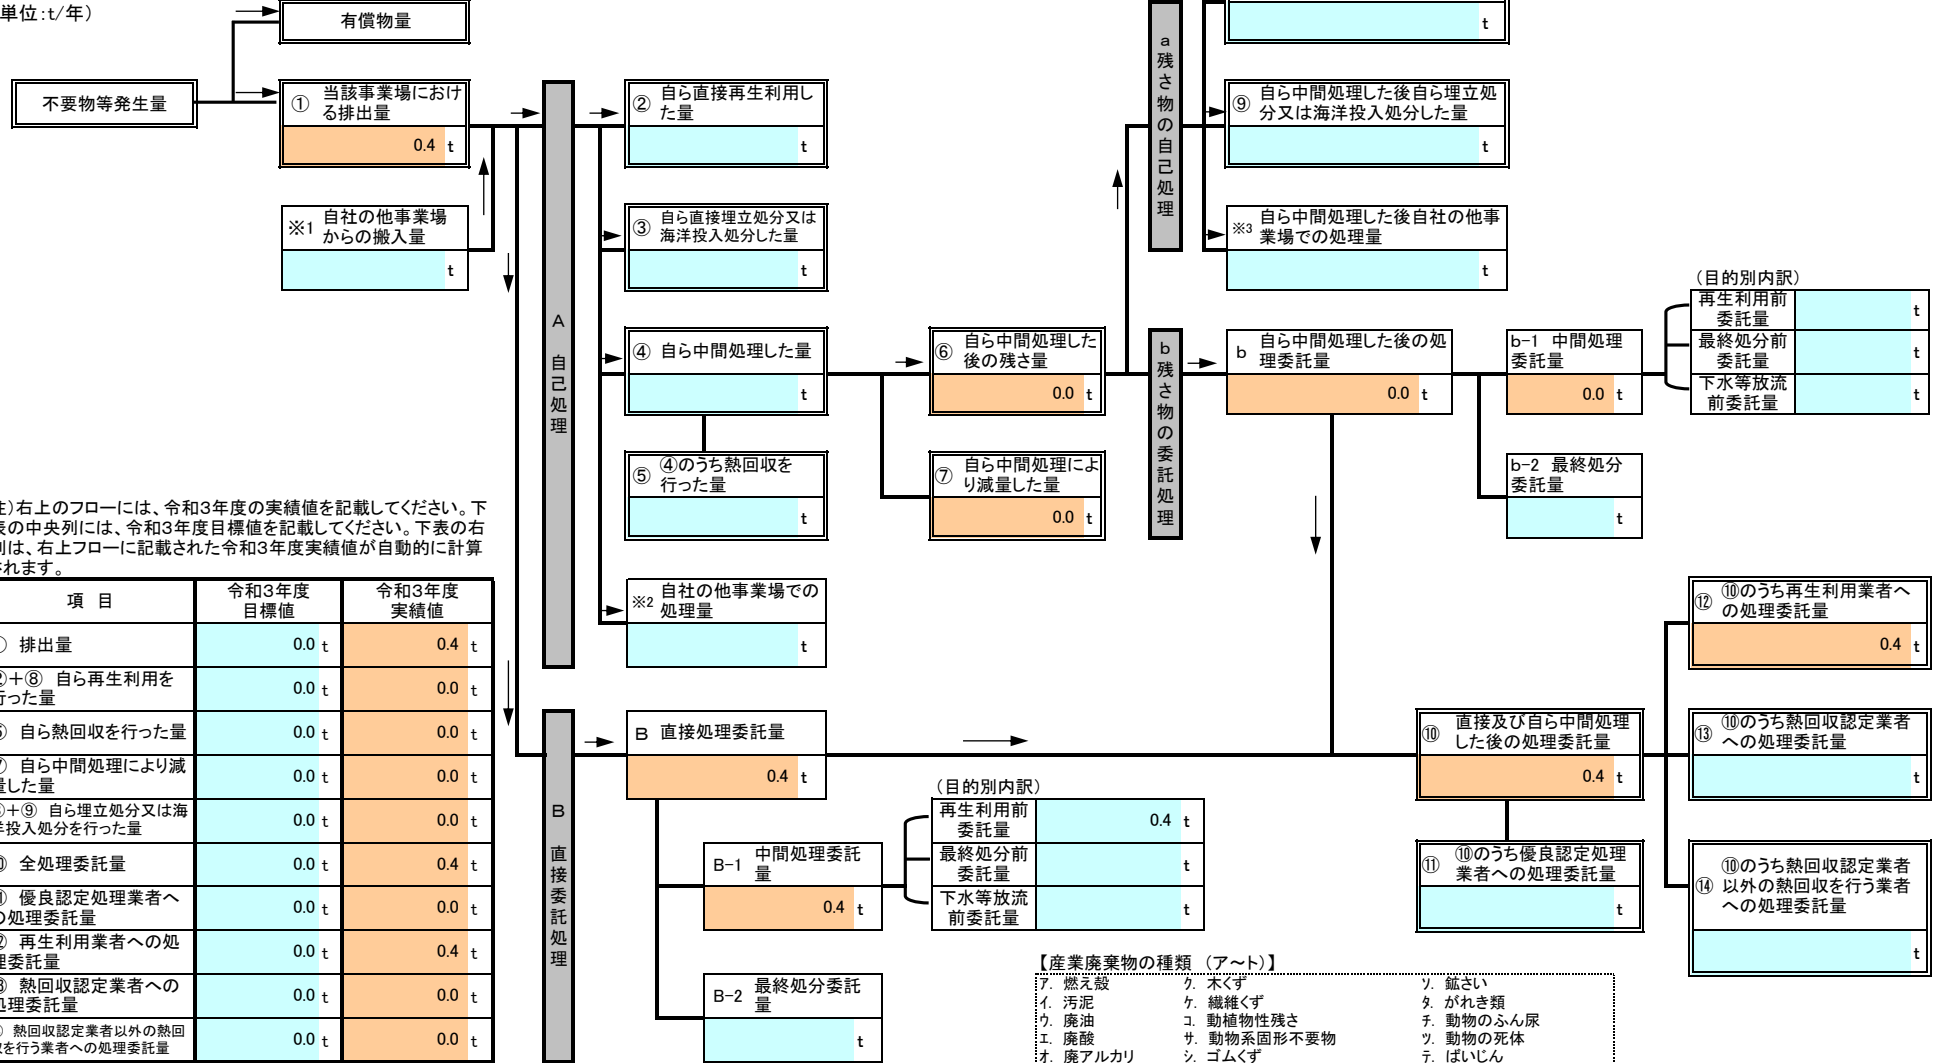 単位:t/年）
有償物量
不要物等発生量
① 当該事業場におけ
る排出量
0.4 t
※1 自社の他事業場
からの搬入量
t
A 自己処理
② 自ら直接再生利用し
た量
t
③ 自ら直接埋立処分又は
海洋投入処分した量
t
④ 自ら中間処理した量
t
⑤ ④のうち熱回収を
行った量
t
※2 自社の他事業場での
処理量
t
⑥ 自ら中間処理した
後の残さ量
0.0 t
⑦ 自ら中間処理によ
り減量した量
0.0 t
a 残さ物の自己処理
t
⑨ 自ら中間処理した後自ら埋立処
分又は海洋投入処分した量
t
※3 自ら中間処理した後自社の他事
業場での処理量
t
b 残さ物の委託処理
b 自ら中間処理した後の処
理委託量
0.0 t
b-1 中間処理
委託量
0.0 t
b-2 最終処分
委託量
t
（目的別内訳）
再生利用前
委託量
t
最終処分前
委託量
t
下水等放流
前委託量
t
)右上のフローには、令和3年度の実績値を記載してください。下
表の中央列には、令和3年度目標値を記載してください。下表の右
列は、右上フローに記載された令和3年度実績値が自動的に計算
されます。
項 目 令和3年度
目標値 令和3年度
実績値
排出量 0.0 t 0.4 t
②＋⑧ 自ら再生利用を
行った量 0.0 t 0.0 t
自ら熱回収を行った量 0.0 t 0.0 t
自ら中間処理により減
量した量 0.0 t 0.0 t
＋⑨ 自ら埋立処分又は海
洋投入処分を行った量 0.0 t 0.0 t
全処理委託量 0.0 t 0.4 t
優良認定処理業者へ
の処理委託量 0.0 t 0.0 t
再生利用業者への処
理委託量 0.0 t 0.4 t
熱回収認定業者への
処理委託量 0.0 t 0.0 t
熱回収認定業者以外の熱回
収を行う業者への処理委託量 0.0 t 0.0 t
B 直接委託処理
B 直接処理委託量
0.4 t
B-1 中間処理委託
量
0.4 t
B-2 最終処分委託
量
t
（目的別内訳）
再生利用前
委託量
0.4 t
最終処分前
委託量
t
下水等放流
前委託量
t
⑩ 直接及び自ら中間処理
した後の処理委託量
0.4 t
⑪ ⑩のうち優良認定処理
業者への処理委託量
t
⑫ ⑩のうち再生利用業者へ
の処理委託量
0.4 t
⑬ ⑩のうち熱回収認定業者
への処理委託量
t
⑭ ⑩のうち熱回収認定業者
以外の熱回収を行う業者
への処理委託量
t
【産業廃棄物の種類 （ア～ト）】
ア. 燃え殻 ク. 木くず ソ. 鉱さい
イ. 汚泥 ケ. 繊維くず タ. がれき類
ウ. 廃油 コ. 動植物性残さ チ. 動物のふん尿
エ. 廃酸 サ. 動物系固形不要物 ツ. 動物の死体
オ. 廃アルカリ シ. ゴムくず テ. ばいじん